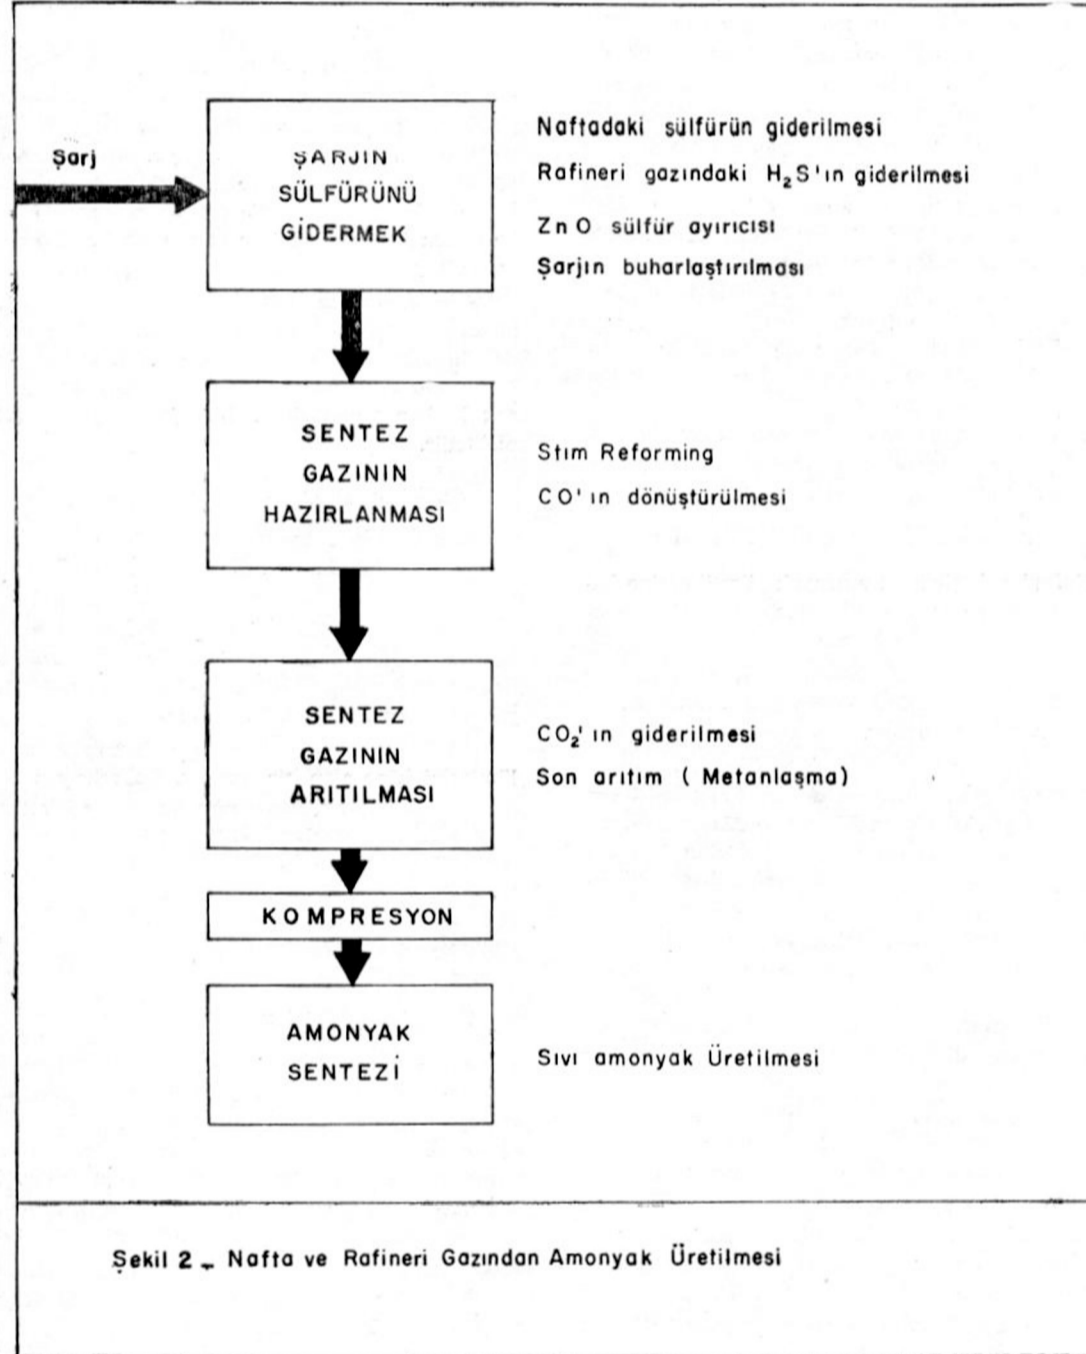 Şarj
ŞARJIN
SÜLFÜRÜNÜ
GİDERMEK
Naftadaki sülfürün giderilmesi
Rafineri gazındaki H₂S'ın giderilmesi
ZnO sülfür ayırıcısı
Şarjın buharlaştırılması
SENTEZ
GAZININ
HAZIRLANMASI
Stım Reforming
CO'ın dönüştürülmesi
SENTEZ
GAZININ
ARITILMASI
CO₂'ın giderilmesi
Son arıtım ( Metanlaşma)
KOMPRESYON
AMONYAK
SENTEZİ
Sıvı amonyak Üretilmesi
Şekil 2 – Nafta ve Rafineri Gazından Amonyak Üretilmesi